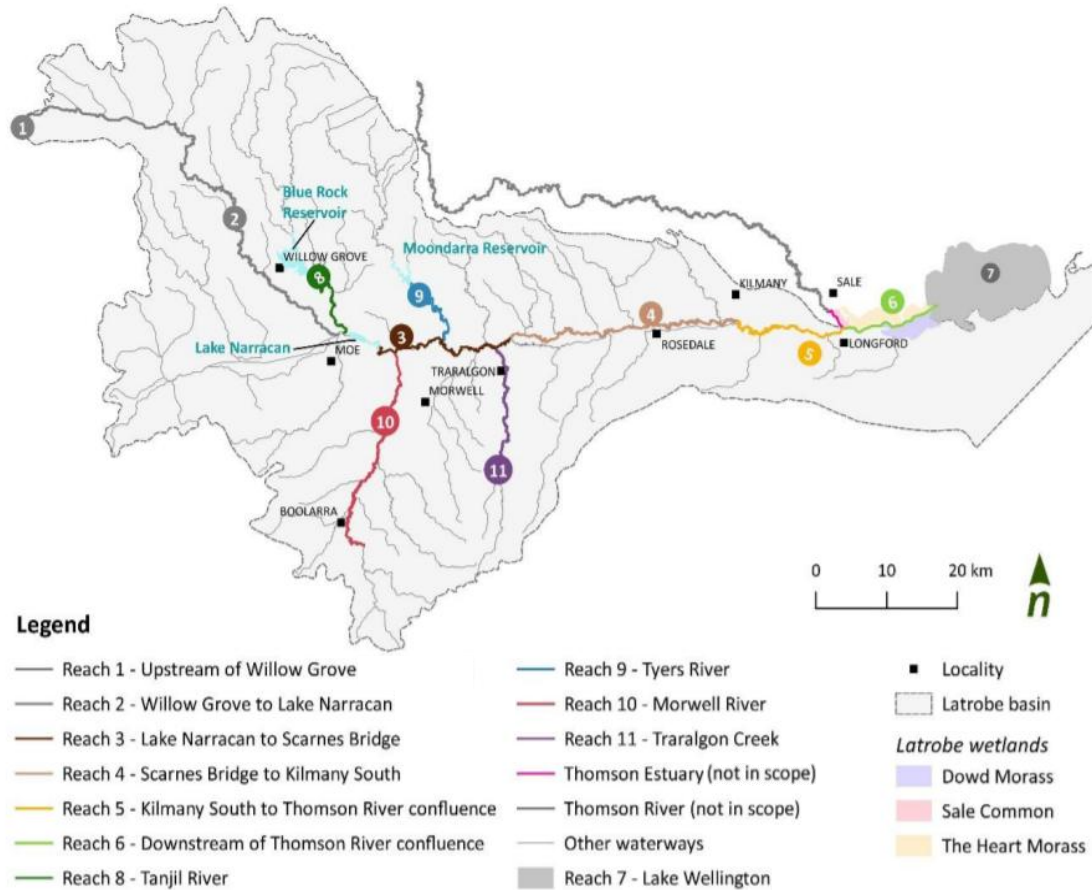 1
2
Blue Rock
Reservoir
WILLOW GROVE
8
Moondarra Reservoir
9
Lake Narracan
MOE
3
TRARALGON
MORWELL
10
11
BOOLARRA
4
ROSEDALE
KILMANY
SALE
5
LONGFORD
6
7
0 10 20 km
n
Legend
Reach 1 - Upstream of Willow Grove
Reach 2 - Willow Grove to Lake Narracan
Reach 3 - Lake Narracan to Scarnes Bridge
Reach 4 - Scarnes Bridge to Kilmany South
Reach 5 - Kilmany South to Thomson River confluence
Reach 6 - Downstream of Thomson River confluence
Reach 8 - Tanjil River
Reach 9 - Tyers River
Reach 10 - Morwell River
Reach 11 - Traralgon Creek
Thomson Estuary (not in scope)
Thomson River (not in scope)
Other waterways
Reach 7 - Lake Wellington
Locality
Latrobe basin
Latrobe wetlands
Dowd Morass
Sale Common
The Heart Morass